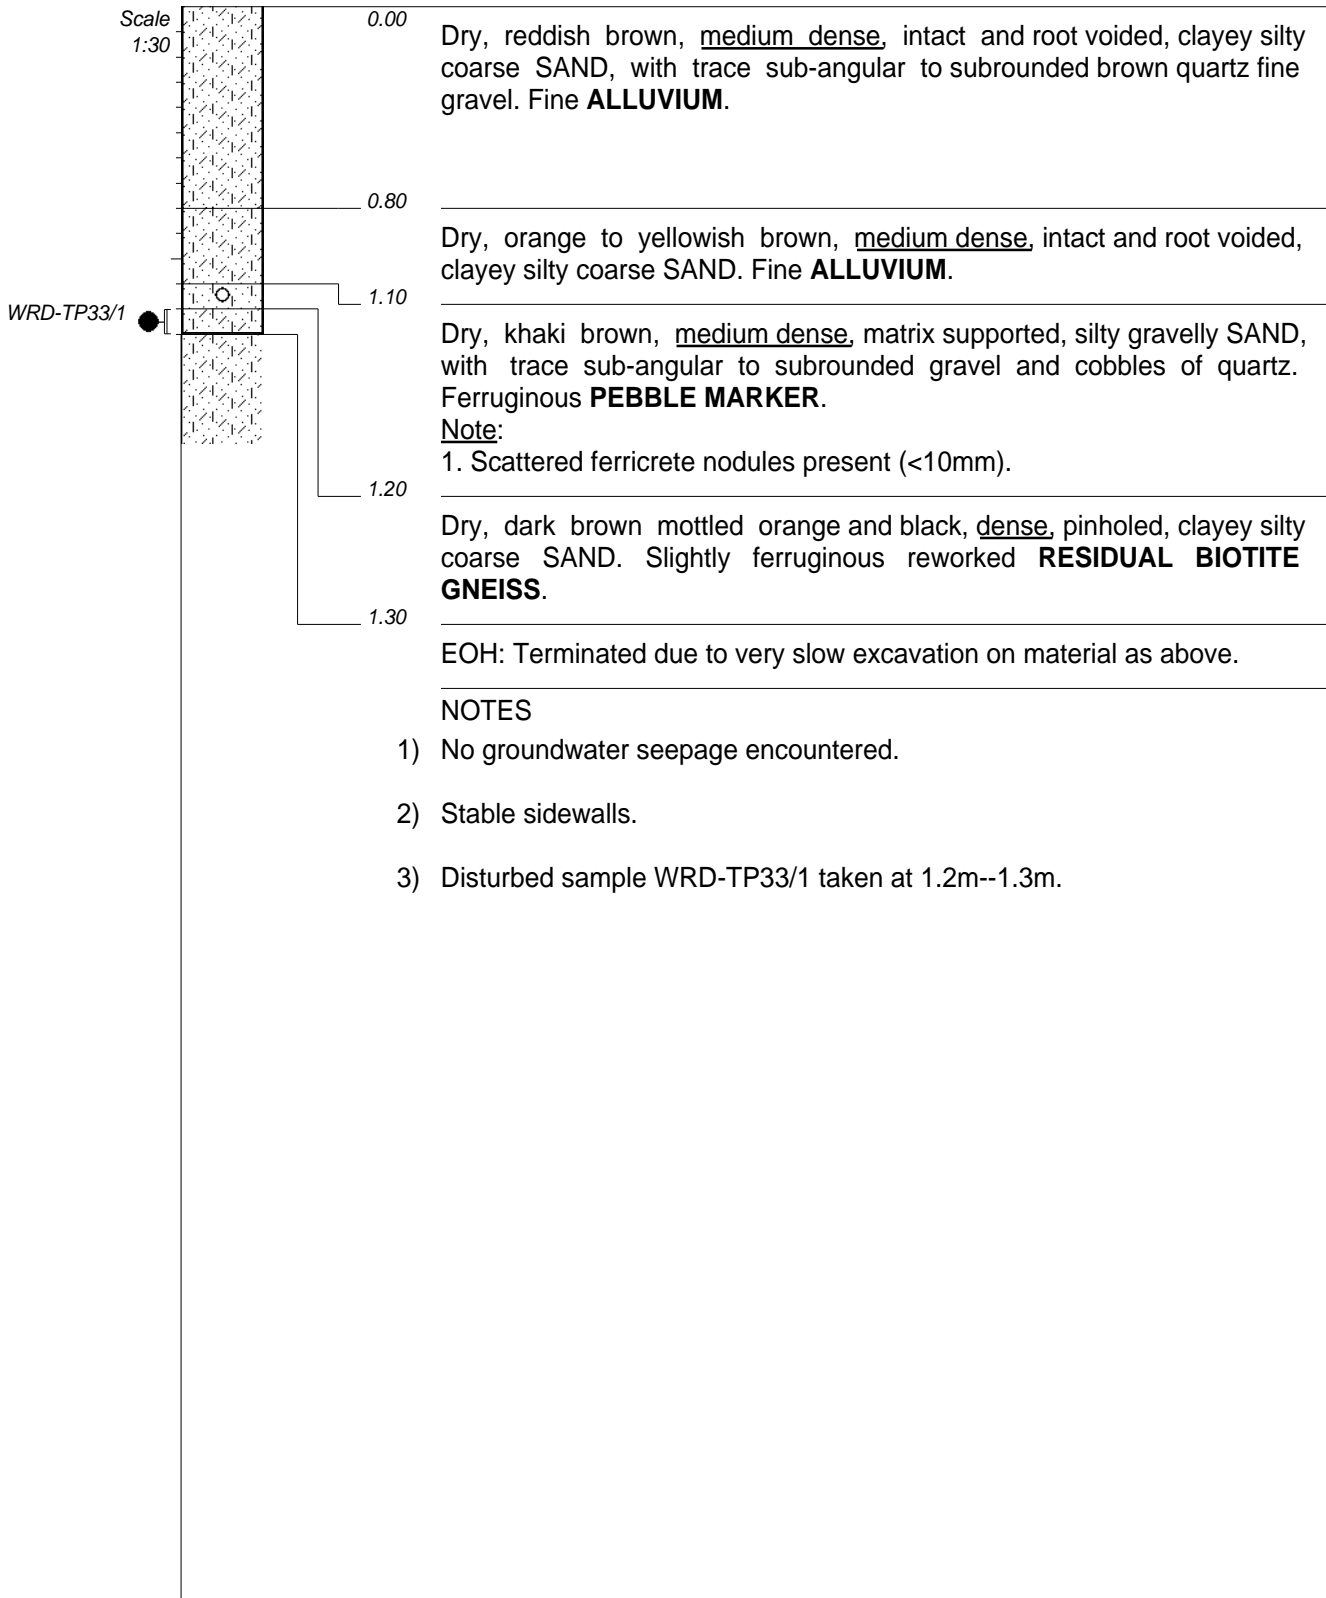 Scale
1:30
0.00
Dry, reddish brown, medium dense, intact and root voided, clayey silty
coarse SAND, with trace sub-angular to subrounded brown quartz fine
gravel. Fine ALLUVIUM.
0.80
Dry, orange to yellowish brown, medium dense, intact and root voided,
clayey silty coarse SAND. Fine ALLUVIUM.
1.10
WRD-TP33/1
Dry, khaki brown, medium dense, matrix supported, silty gravelly SAND,
with trace sub-angular to subrounded gravel and cobbles of quartz.
Ferruginous PEBBLE MARKER.
Note:
1. Scattered ferricrete nodules present (<10mm).
1.20
Dry, dark brown mottled orange and black, dense, pinholed, clayey silty
coarse SAND. Slightly ferruginous reworked RESIDUAL BIOTITE
GNEISS.
1.30
EOH: Terminated due to very slow excavation on material as above.
NOTES
1) No groundwater seepage encountered.
2) Stable sidewalls.
3) Disturbed sample WRD-TP33/1 taken at 1.2m--1.3m.